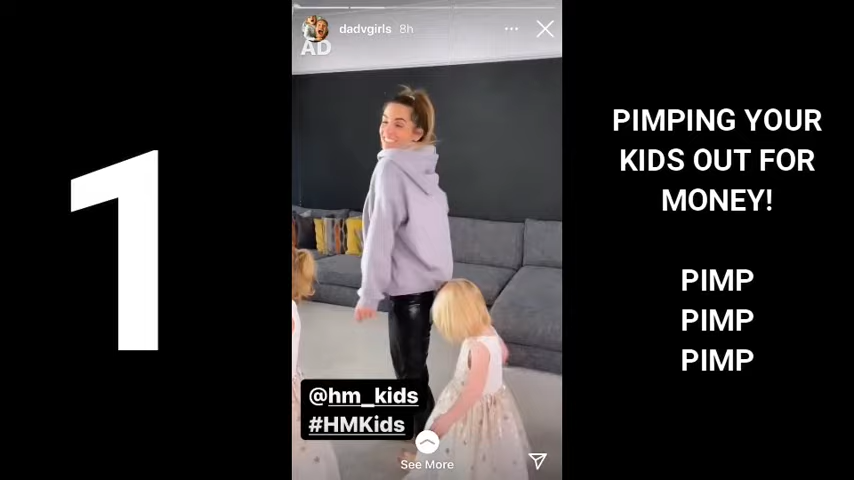 1
dadvgirls 8h
AD
@hm_kids
#HMKids
See More
PIMPING YOUR
KIDS OUT FOR
MONEY!
PIMP
PIMP
PIMP